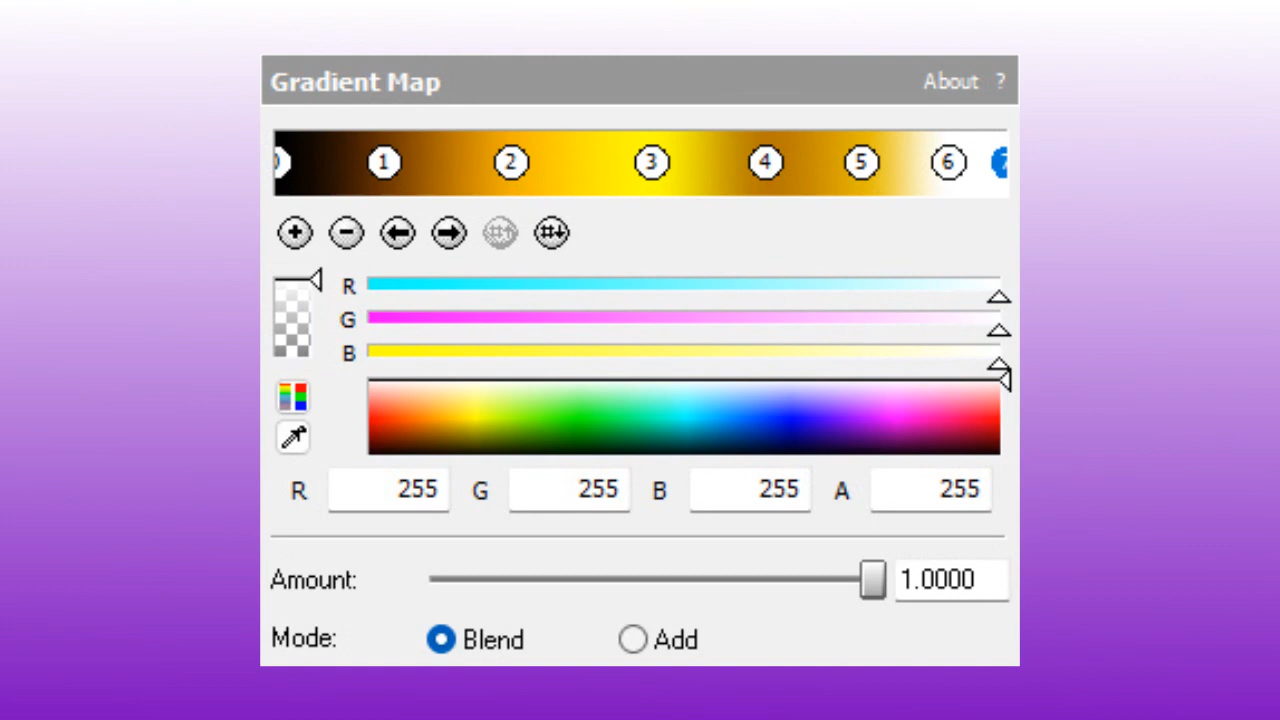 Gradient Map About ?
1 2 3 4 5 6 7
R
G
B
R 255 G 255 B 255 A 255
Amount: 1.0000
Mode: Blend Add